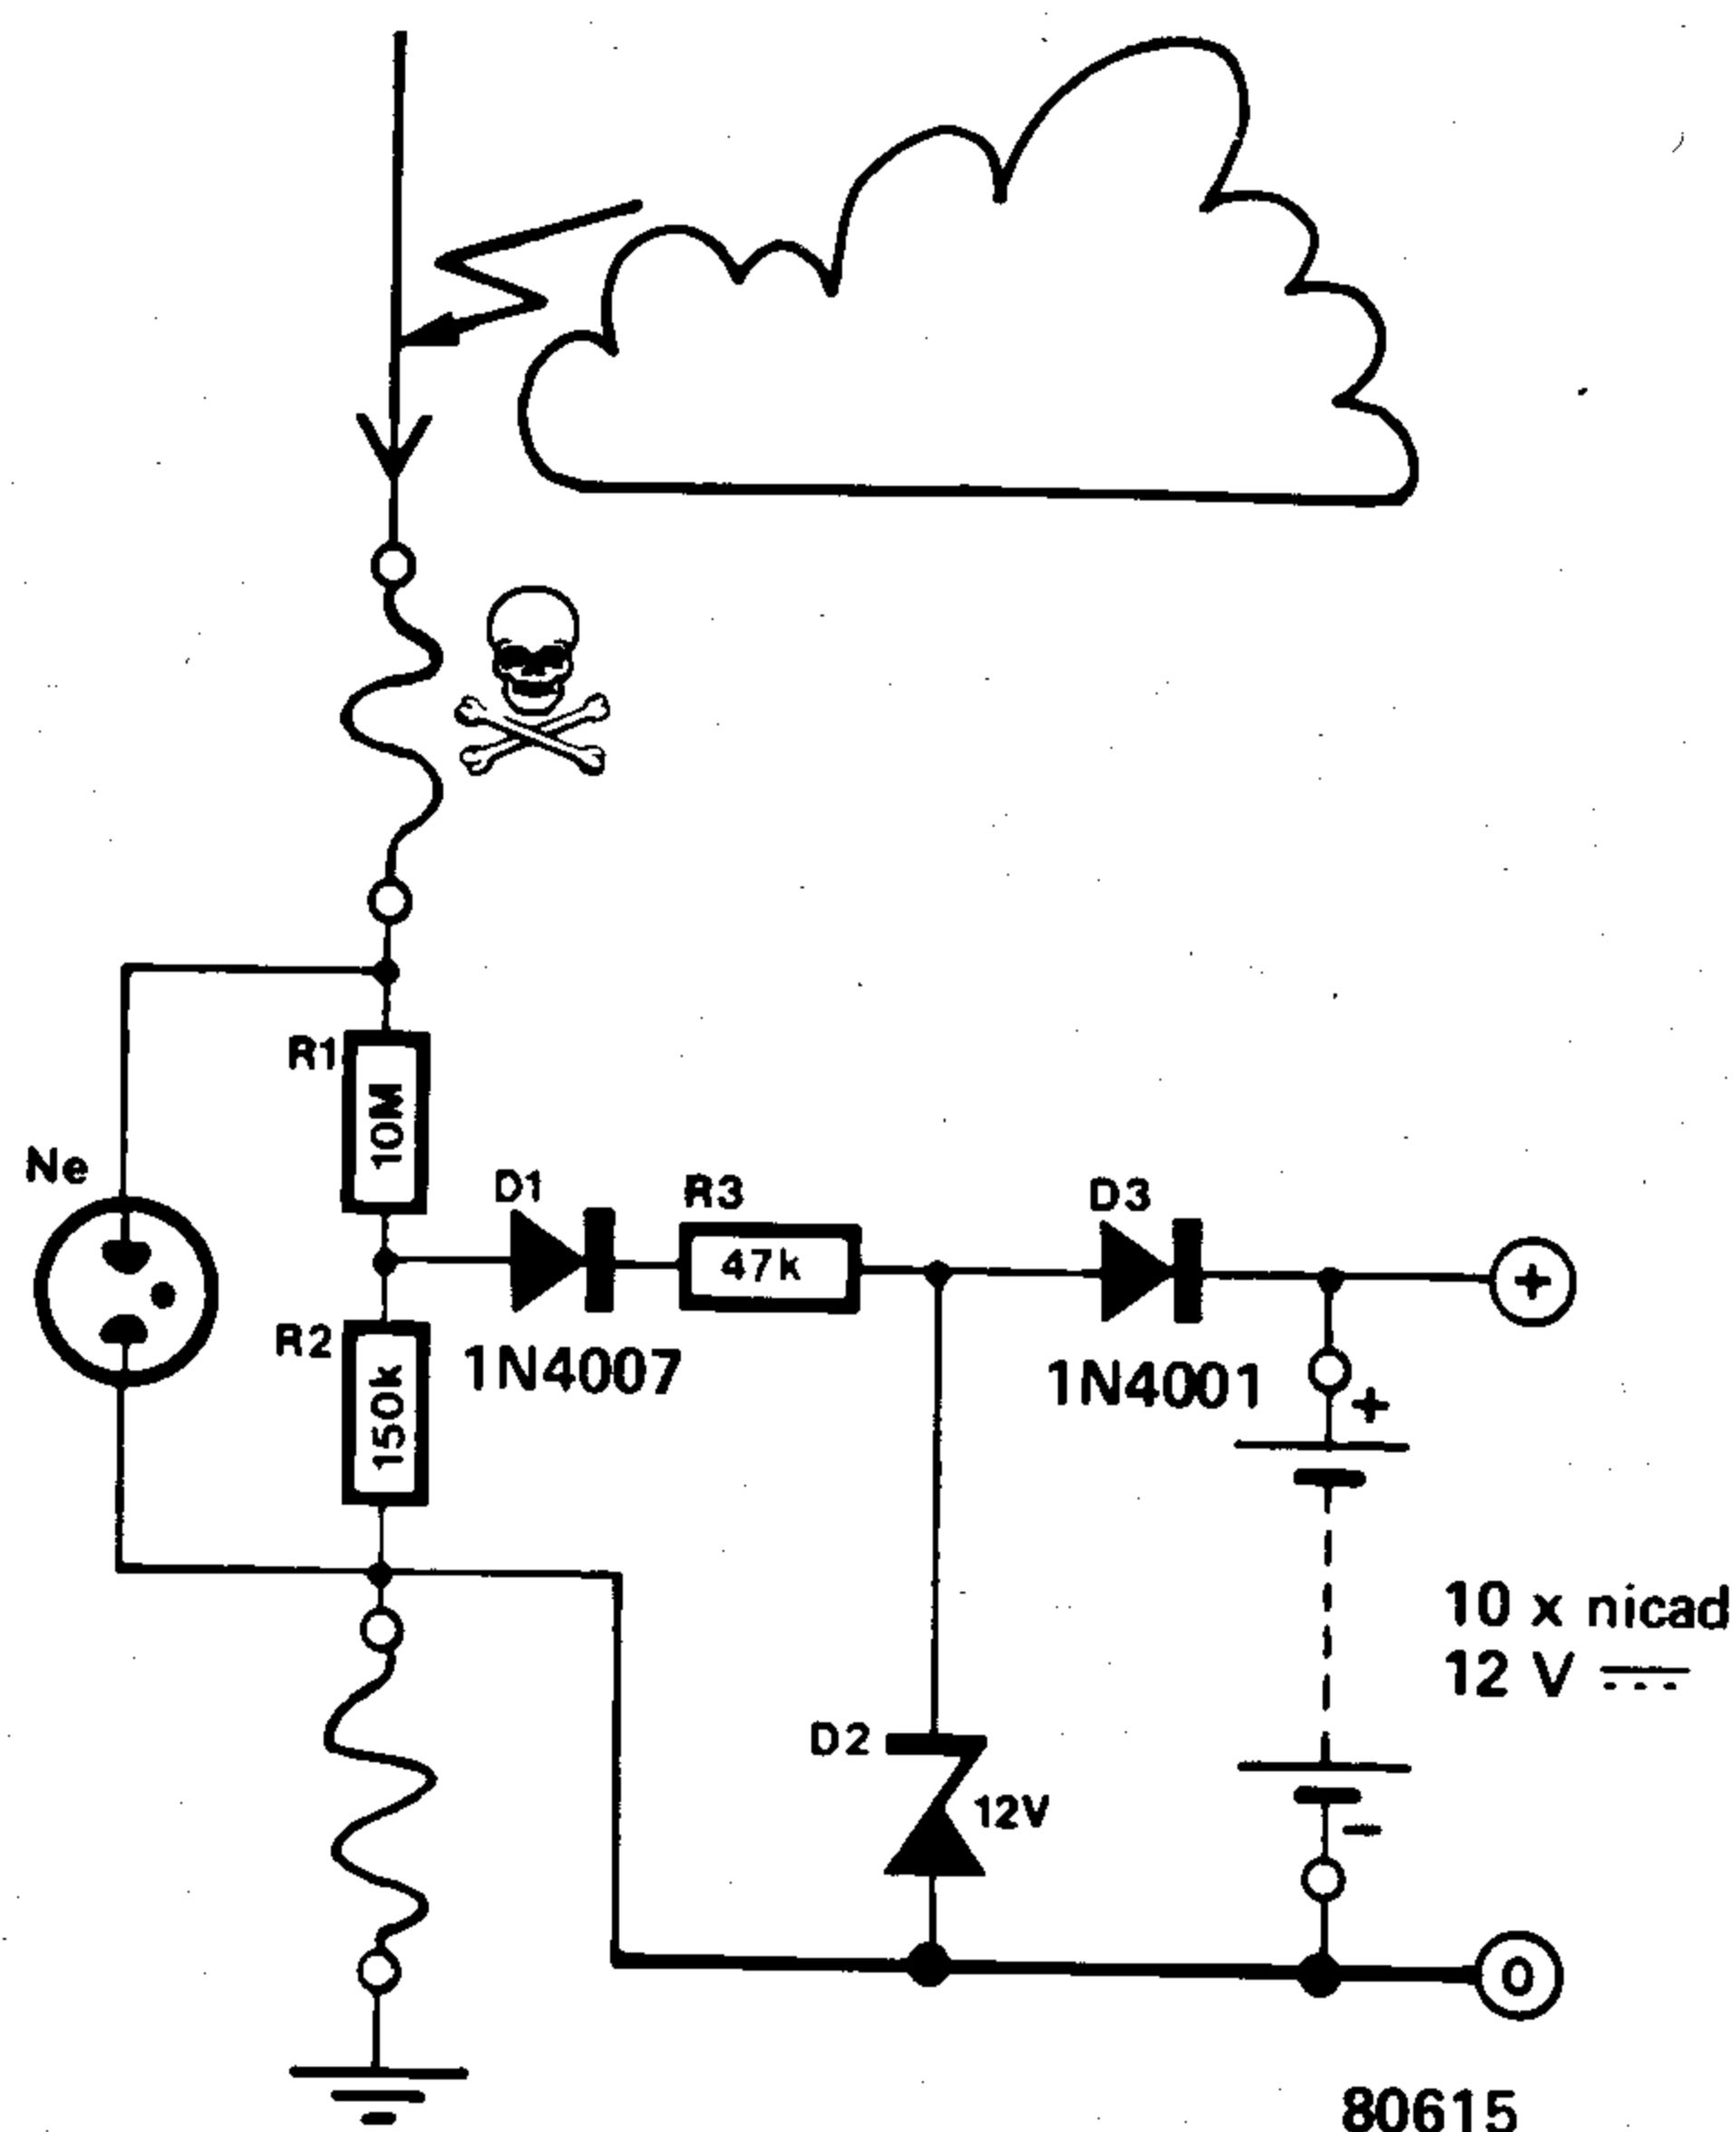 R1
10M
Ne
D1
R3
D3
47k
+
R2
1N4007
1N4001
150k
+
10 x nicad
12 V
D2
12V
-
0
80615